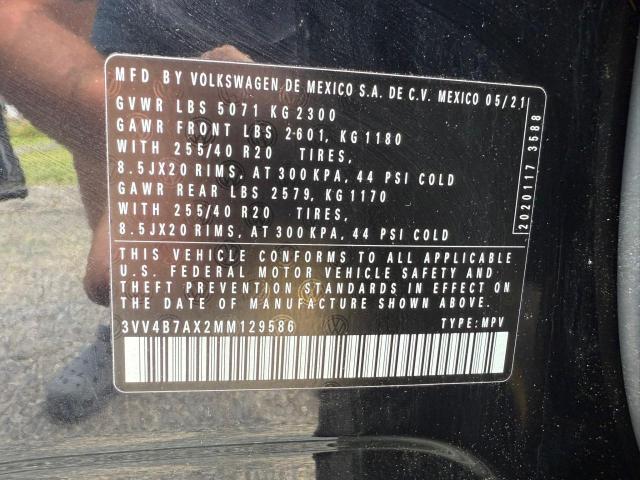 MFD BY VOLKSWAGEN DE MEXICO S.A. DE C.V. MEXICO 05/21
GVWR LBS 5071 KG 2300
GAWR FRONT LBS 2601, KG 1180
WITH 255/40 R20 TIRES,
8.5JX20 RIMS, AT 300 KPA, 44 PSI COLD
GAWR REAR LBS 2579, KG 1170
WITH 255/40 R20 TIRES,
8.5JX20 RIMS, AT 300 KPA, 44 PSI COLD
2020117 3588
THIS VEHICLE CONFORMS TO ALL APPLICABLE
U.S. FEDERAL MOTOR VEHICLE SAFETY AND
THEFT PREVENTION STANDARDS IN EFFECT ON
THE DATE OF MANUFACTURE SHOWN ABOVE.
3VV4B7AX2MM129586 TYPE: MPV